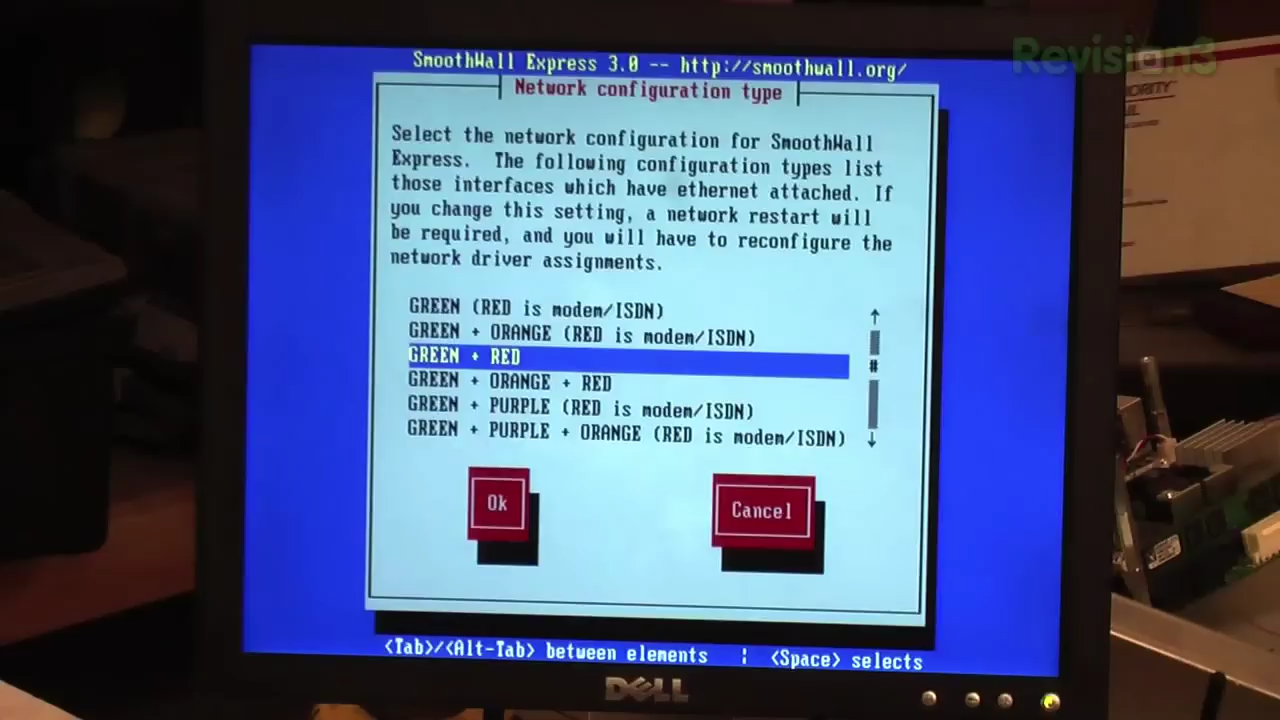 SmoothWall Express 3.0 -- http://smoothwall.org/
Revision3
Network configuration type
Select the network configuration for SmoothWall
Express. The following configuration types list
those interfaces which have ethernet attached. If
you change this setting, a network restart will
be required, and you will have to reconfigure the
network driver assignments.
GREEN (RED is modem/ISDN)
GREEN + ORANGE (RED is modem/ISDN)
GREEN + RED
GREEN + ORANGE + RED
GREEN + PURPLE (RED is modem/ISDN)
GREEN + PURPLE + ORANGE (RED is modem/ISDN)
Ok
Cancel
<Tab>/<Alt-Tab> between elements ¦ <Space> selects
DELL